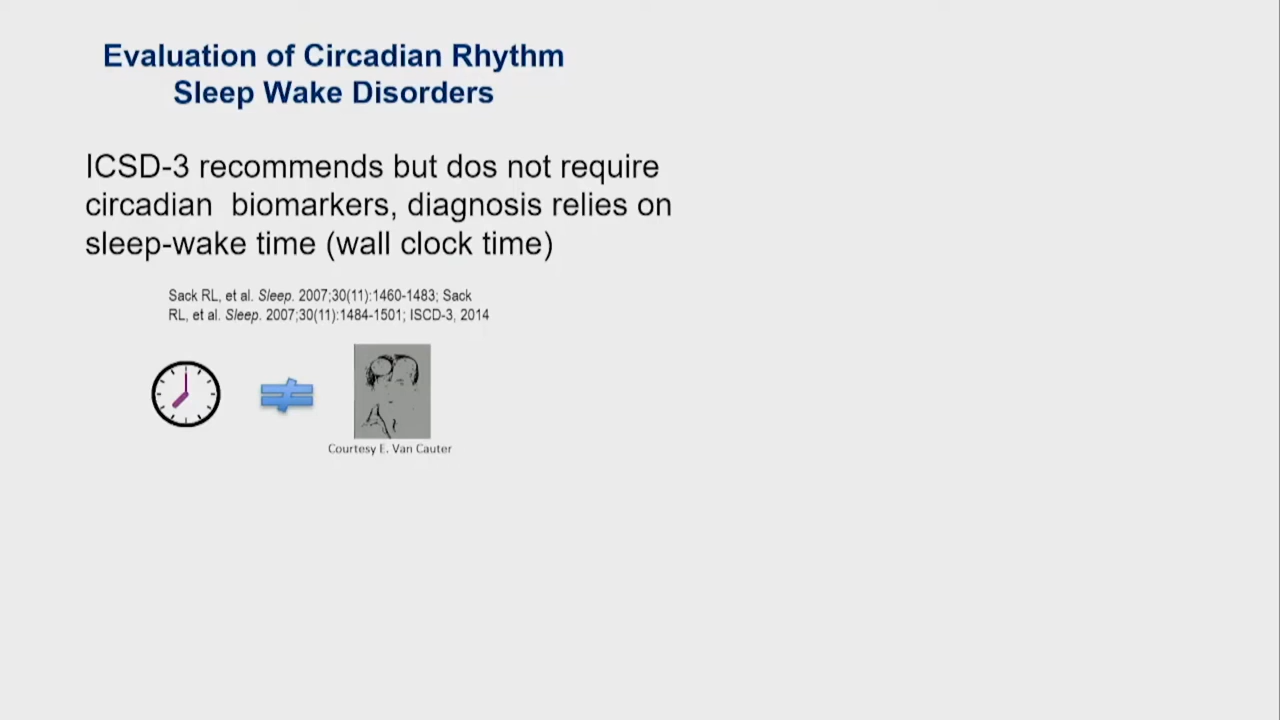 Evaluation of Circadian Rhythm
Sleep Wake Disorders
ICSD-3 recommends but dos not require
circadian biomarkers, diagnosis relies on
sleep-wake time (wall clock time)
Sack RL, et al. Sleep. 2007;30(11):1460-1483; Sack
RL, et al. Sleep. 2007;30(11):1484-1501; ISCD-3, 2014
≠
Courtesy E. Van Cauter